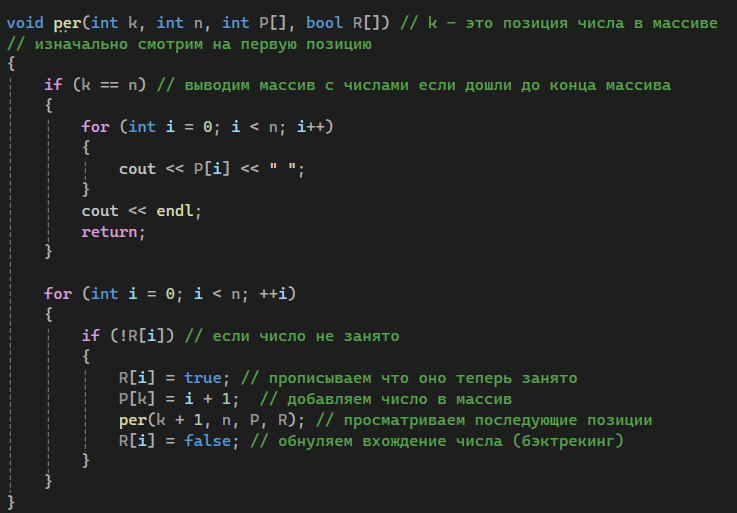 void per(int k, int n, int P[], bool R[]) // k – это позиция числа в массиве
// изначально смотрим на первую позицию
{
if (k == n) // выводим массив с числами если дошли до конца массива
{
for (int i = 0; i < n; i++)
{
cout << P[i] << " ";
}
cout << endl;
return;
}
for (int i = 0; i < n; ++i)
{
if (!R[i]) // если число не занято
{
R[i] = true; // прописываем что оно теперь занято
P[k] = i + 1; // добавляем число в массив
per(k + 1, n, P, R); // просматриваем последующие позиции
R[i] = false; // обнуляем вхождение числа (бэктрекинг)
}
}
}